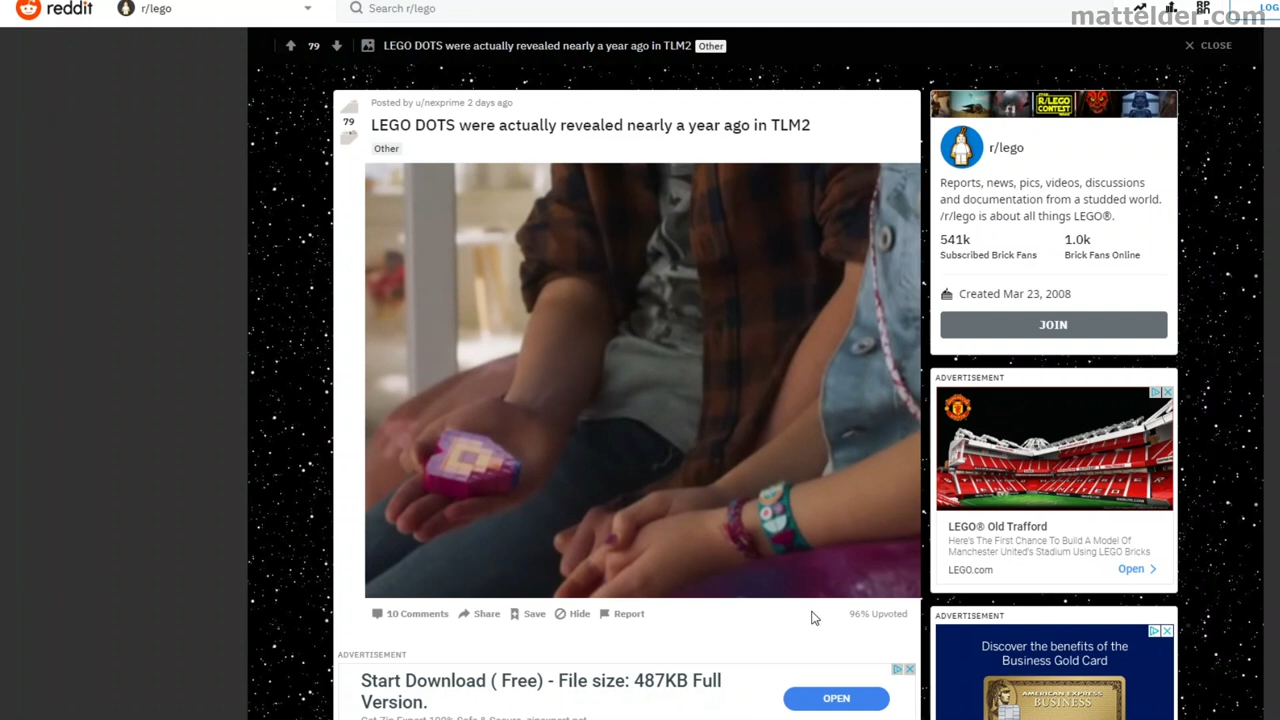 reddit
r/lego
Search r/lego
LOG
mattelder.com
79
LEGO DOTS were actually revealed nearly a year ago in TLM2
Other
CLOSE
Posted by u/nexprime 2 days ago
79
LEGO DOTS were actually revealed nearly a year ago in TLM2
Other
10 Comments
Share
Save
Hide
Report
96% Upvoted
ADVERTISEMENT
Start Download ( Free) - File size: 487KB Full
Version.
OPEN
R/LEGO
CONTEST
r/lego
Reports, news, pics, videos, discussions
and documentation from a studded world.
/r/lego is about all things LEGO®.
541k
1.0k
Subscribed Brick Fans
Brick Fans Online
Created Mar 23, 2008
JOIN
ADVERTISEMENT
LEGO® Old Trafford
Here's The First Chance To Build A Model Of
Manchester United's Stadium Using LEGO Bricks
LEGO.com
Open
ADVERTISEMENT
Discover the benefits of the
Business Gold Card
AMERICAN EXPRESS
BUSINESS